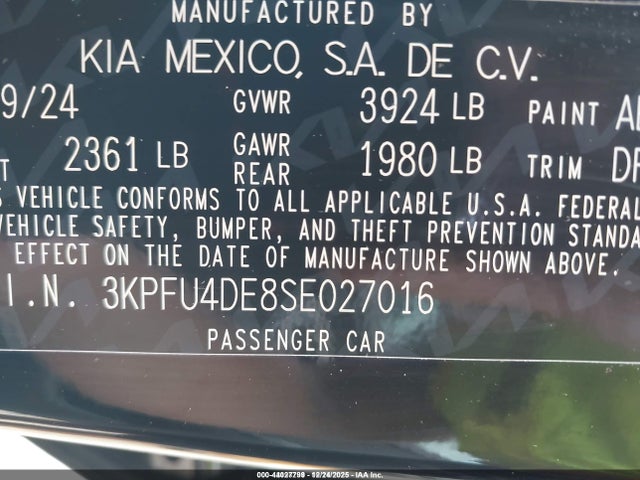 MANUFACTURED BY
KIA MEXICO, S.A. DE C.V.
9/24 GVWR 3924 LB PAINT
2361 LB GAWR REAR 1980 LB TRIM
VEHICLE CONFORMS TO ALL APPLICABLE U.S.A. FEDERAL
VEHICLE SAFETY, BUMPER, AND THEFT PREVENTION STANDA
EFFECT ON THE DATE OF MANUFACTURE SHOWN ABOVE.
I.N. 3KPFU4DE8SE027016
PASSENGER CAR
000-44027799 - 12/24/2025 - IAA Inc.